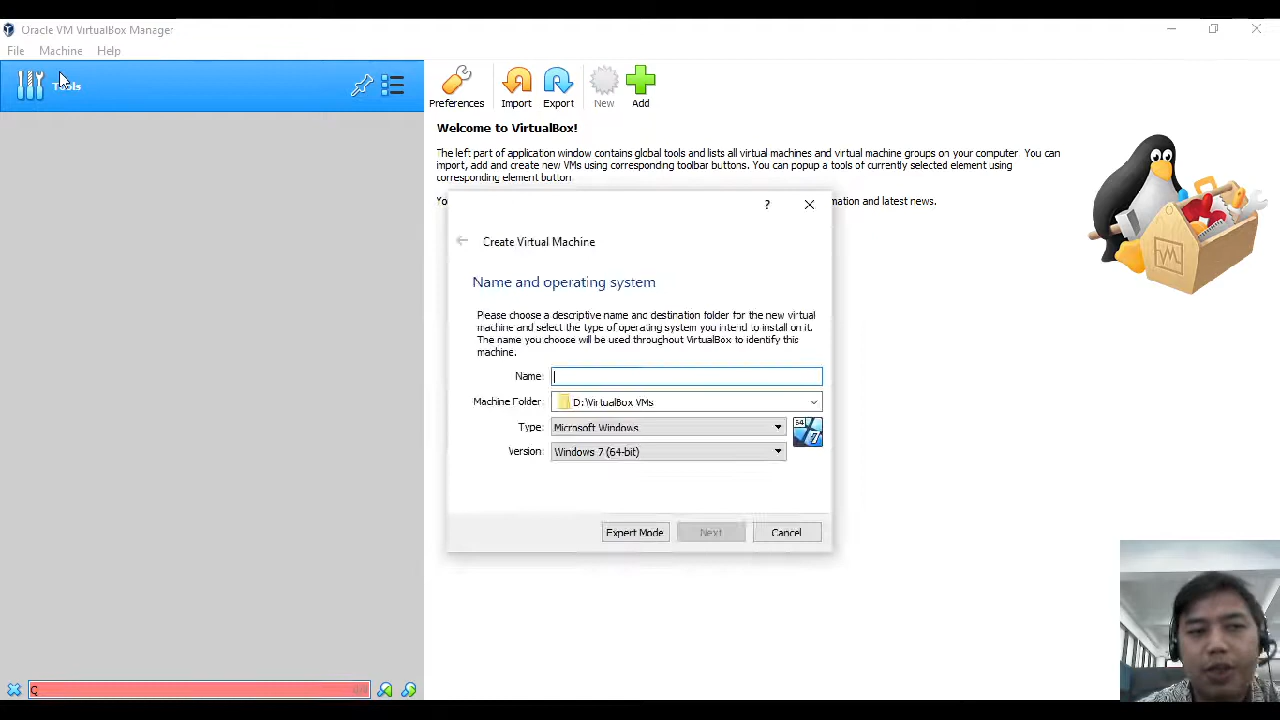 Oracle VM VirtualBox Manager
File Machine Help
Tools
Preferences Import Export New Add
Welcome to VirtualBox!
The left part of application window contains global tools and lists all virtual machines and virtual machine groups on your computer. You can
import, add and create new VMs using corresponding toolbar buttons. You can popup a tools of currently selected element using
corresponding element button.
mation and latest news.
?
Create Virtual Machine
Name and operating system
Please choose a descriptive name and destination folder for the new virtual
machine and select the type of operating system you intend to install on it.
The name you choose will be used throughout VirtualBox to identify this
machine.
Name:
Machine Folder: D:\VirtualBox VMs
Type: Microsoft Windows
64
7
Version: Windows 7 (64-bit)
Expert Mode Next Cancel